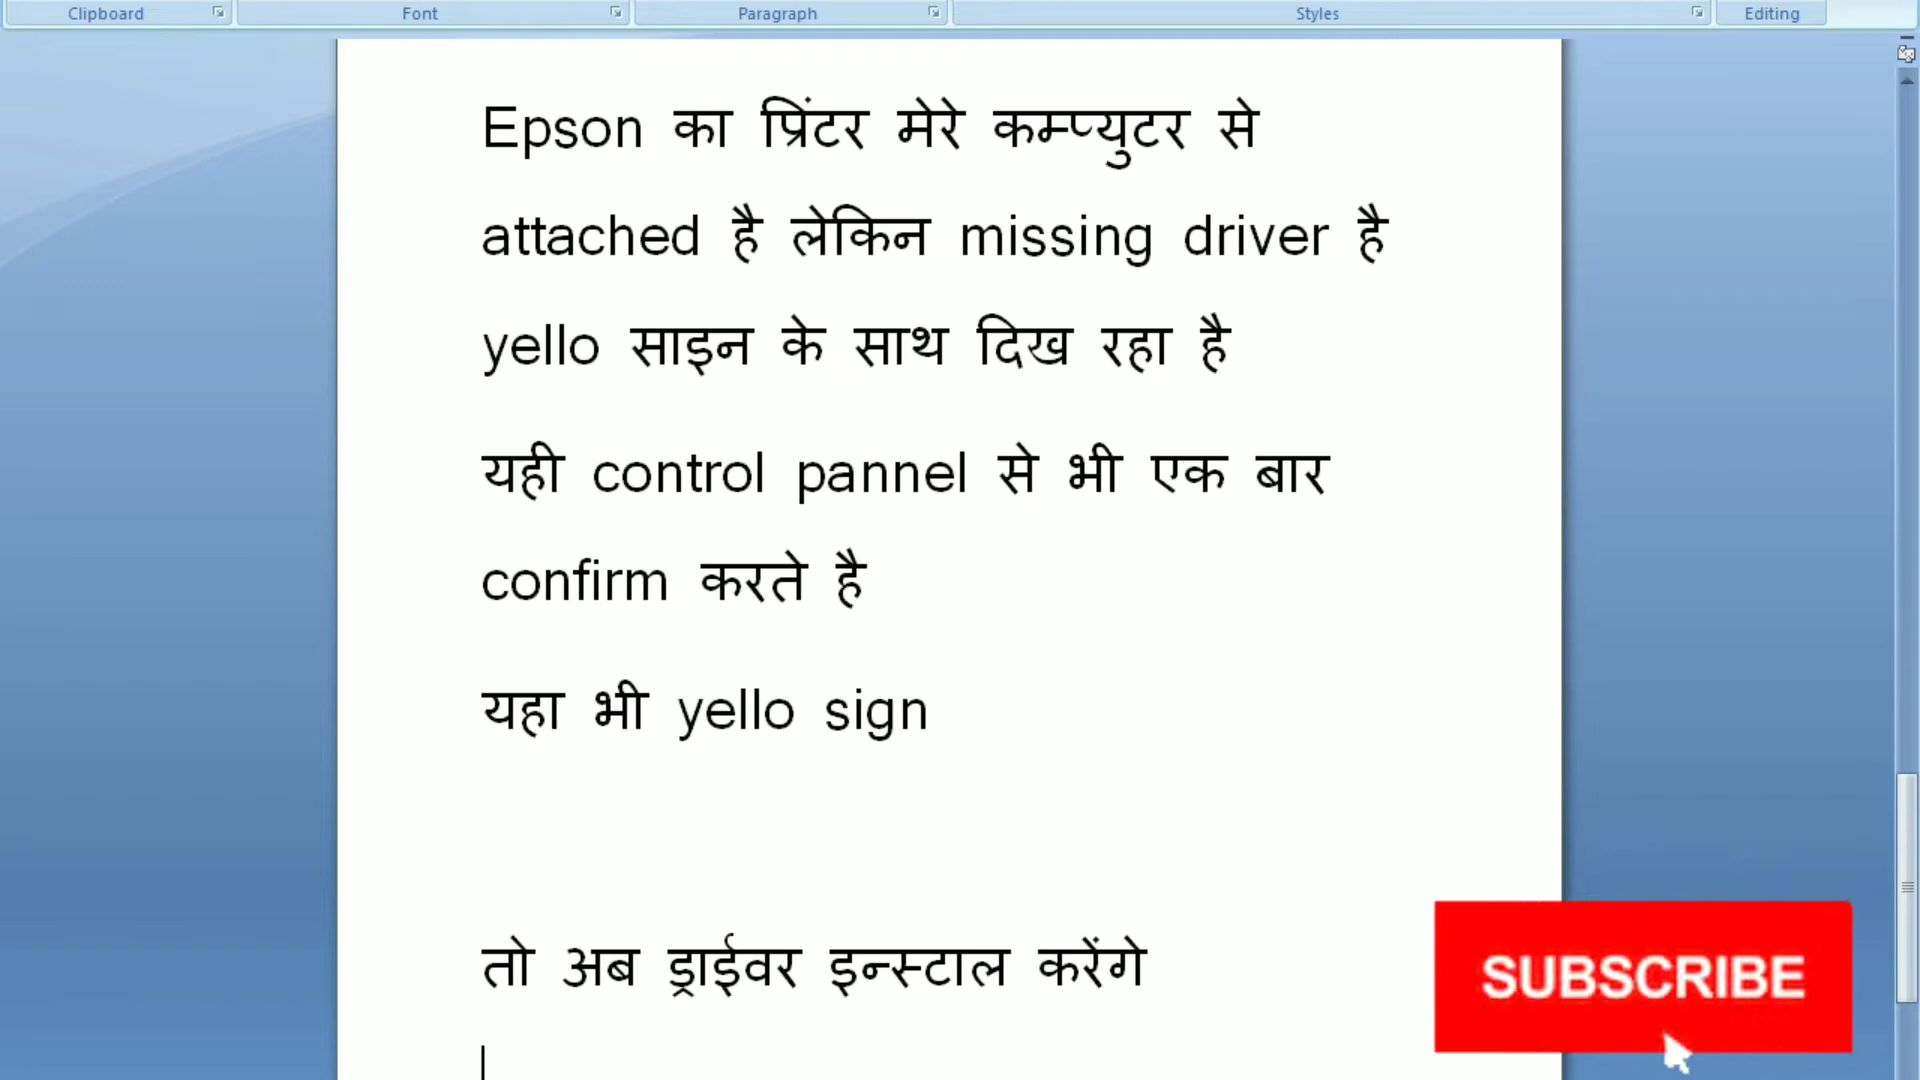 Clipboard Font Paragraph Styles Editing
Epson का प्रिंटर मेरे कम्प्युटर से
attached है लेकिन missing driver है
yello साइन के साथ दिख रहा है
यही control pannel से भी एक बार
confirm करते है
यहा भी yello sign
तो अब ड्राईवर इन्स्टाल करेंगे
SUBSCRIBE